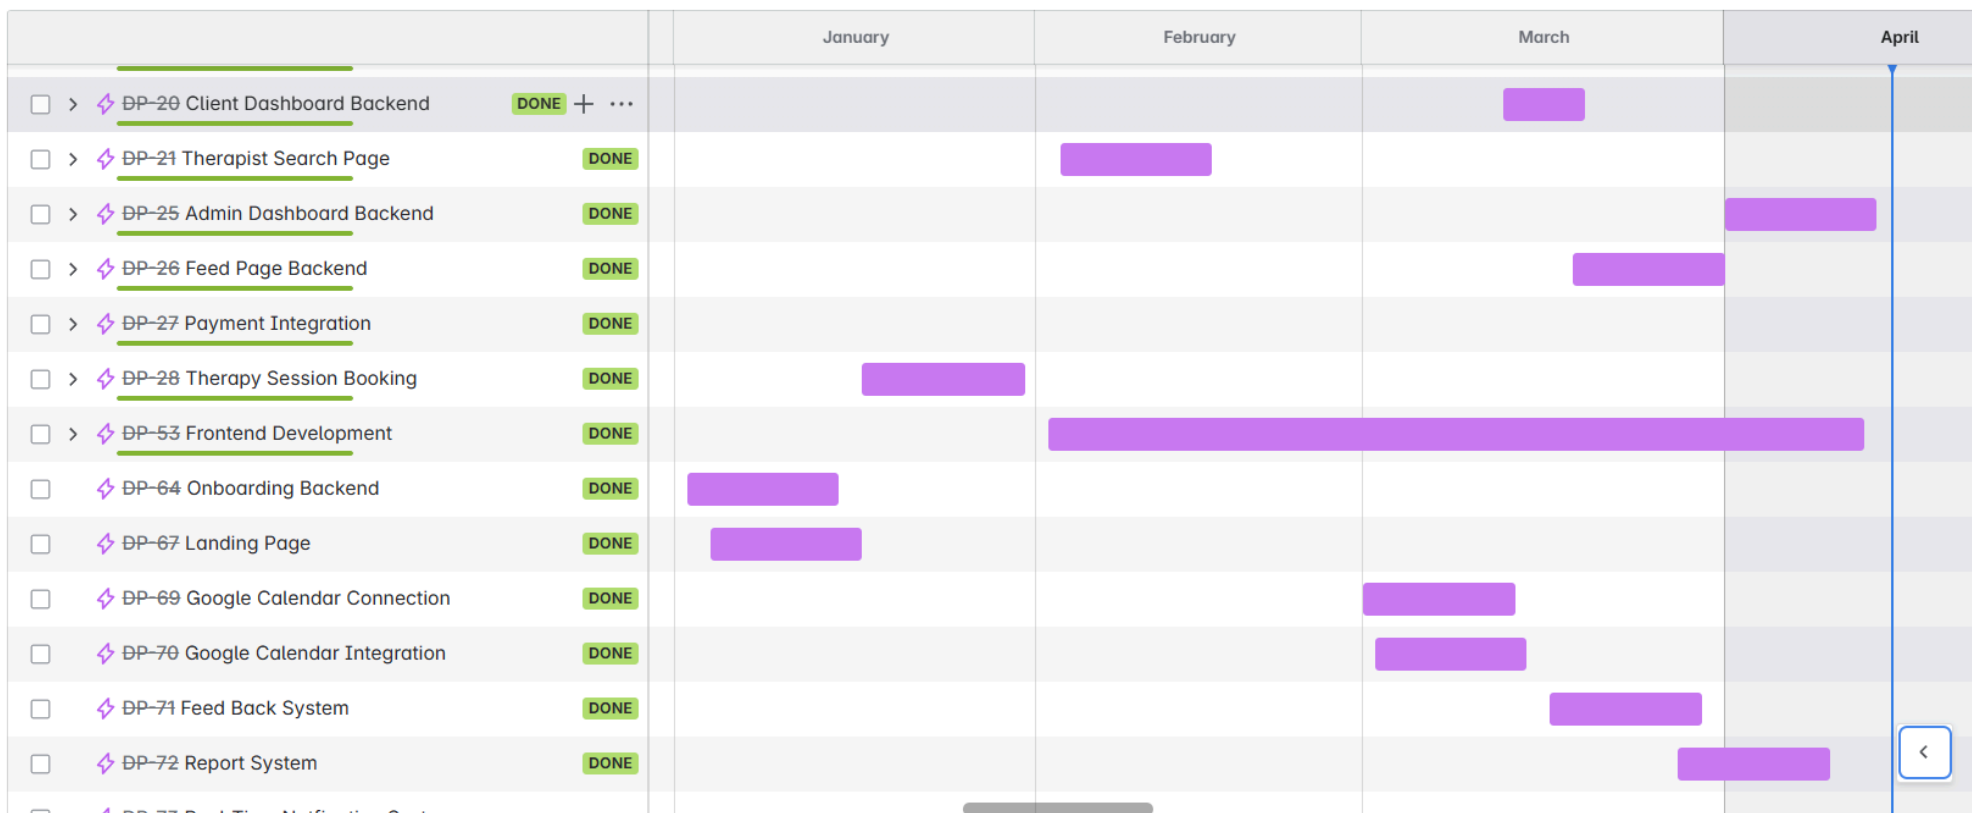 January February March April
DP-20 Client Dashboard Backend DONE
DP-21 Therapist Search Page DONE
DP-25 Admin Dashboard Backend DONE
DP-26 Feed Page Backend DONE
DP-27 Payment Integration DONE
DP-28 Therapy Session Booking DONE
DP-53 Frontend Development DONE
DP-64 Onboarding Backend DONE
DP-67 Landing Page DONE
DP-69 Google Calendar Connection DONE
DP-70 Google Calendar Integration DONE
DP-71 Feed Back System DONE
DP-72 Report System DONE